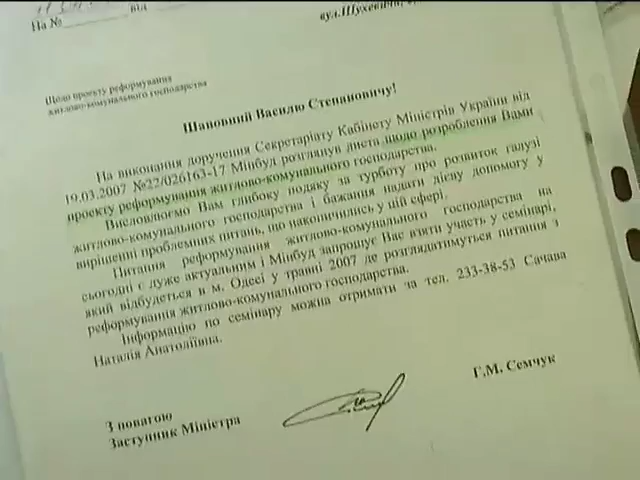 На № від
вул.Шухевича,
Щодо проекту реформування
житлово-комунального господарства
Шановний Василю Степановичу!
На виконання доручення Секретаріату Кабінету Міністрів України від
19.03.2007 №22/026163-17 Мінбуд розглянув листа щодо розроблення Вами
проекту реформування житлово-комунального господарства.
Висловлюємо Вам глибоку подяку за турботу про розвиток галузі
житлово-комунального господарства і бажання надати дієву допомогу у
вирішенні проблемних питань, що накопичились у цій сфері.
Питання реформування житлово-комунального господарства на
сьогодні є дуже актуальним і Мінбуд запрошує Вас взяти участь у семінарі,
який відбудеться в м. Одесі у травні 2007 де розглядатимуться питання з
реформування житлово-комунального господарства.
Інформацію по семінару можна отримати за тел. 233-38-53 Сачава
Наталія Анатоліївна.
З повагою
Заступник Міністра
Г.М. Семчук